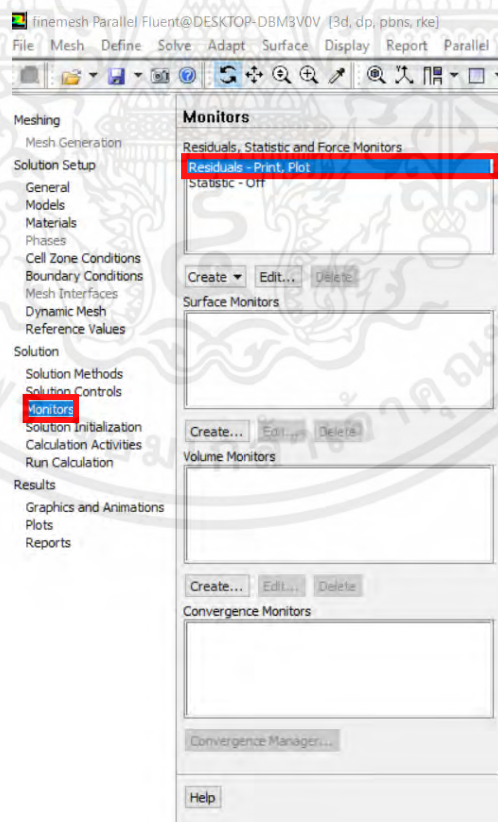 finemesh Parallel Fluent@DESKTOP-DBM3V0V [3d, dp, pbns, rke]
File Mesh Define Solve Adapt Surface Display Report Parallel
Meshing
Mesh Generation
Solution Setup
General
Models
Materials
Phases
Cell Zone Conditions
Boundary Conditions
Mesh Interfaces
Dynamic Mesh
Reference Values
Solution
Solution Methods
Solution Controls
Monitors
Solution Initialization
Calculation Activities
Run Calculation
Results
Graphics and Animations
Plots
Reports
Monitors
Residuals, Statistic and Force Monitors
Residuals - Print, Plot
Statistic - Off
Create Edit... Delete
Surface Monitors
Create... Edit... Delete
Volume Monitors
Create... Edit... Delete
Convergence Monitors
Convergence Manager...
Help